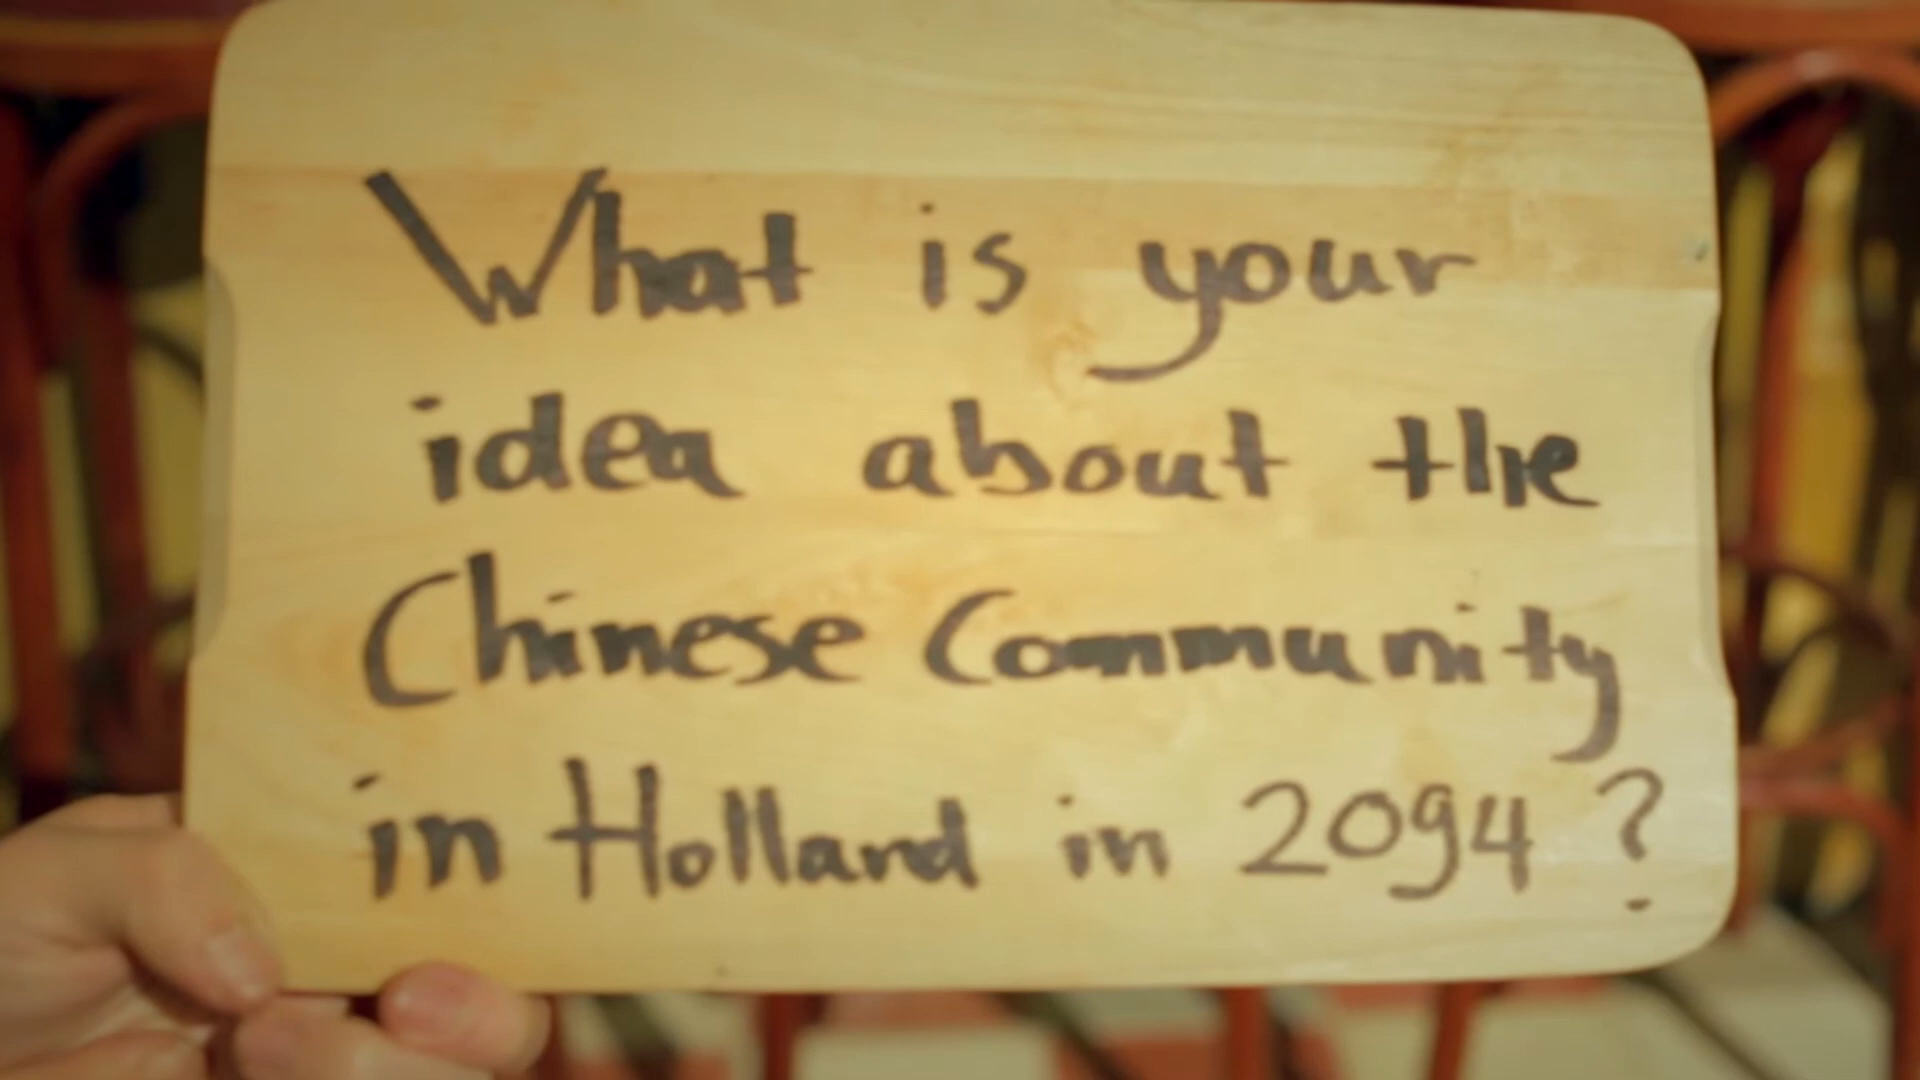 What is your
idea about the
Chinese Community
in Holland in 2094?